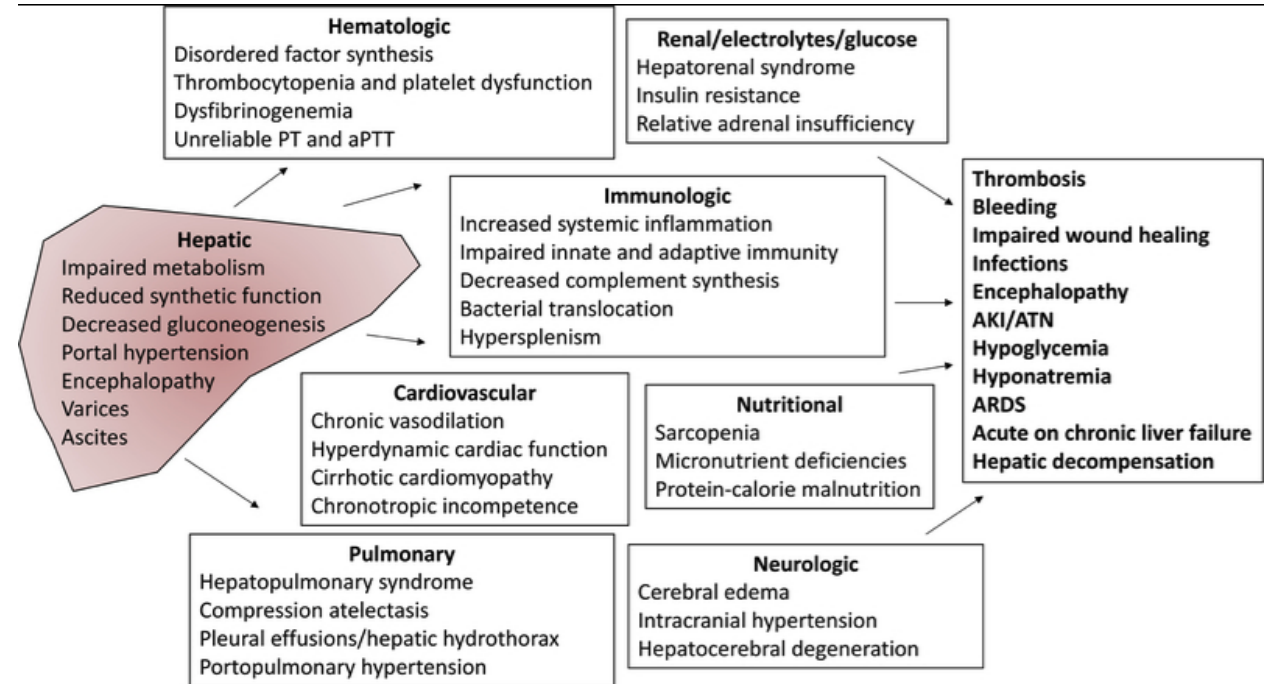 Hematologic
Disordered factor synthesis
Thrombocytopenia and platelet dysfunction
Dysfibrinogenemia
Unreliable PT and aPTT
Renal/electrolytes/glucose
Hepatorenal syndrome
Insulin resistance
Relative adrenal insufficiency
Hepatic
Impaired metabolism
Reduced synthetic function
Decreased gluconeogenesis
Portal hypertension
Encephalopathy
Varices
Ascites
Immunologic
Increased systemic inflammation
Impaired innate and adaptive immunity
Decreased complement synthesis
Bacterial translocation
Hypersplenism
Cardiovascular
Chronic vasodilation
Hyperdynamic cardiac function
Cirrhotic cardiomyopathy
Chronotropic incompetence
Nutritional
Sarcopenia
Micronutrient deficiencies
Protein-calorie malnutrition
Pulmonary
Hepatopulmonary syndrome
Compression atelectasis
Pleural effusions/hepatic hydrothorax
Portopulmonary hypertension
Neurologic
Cerebral edema
Intracranial hypertension
Hepatocerebral degeneration
Thrombosis
Bleeding
Impaired wound healing
Infections
Encephalopathy
AKI/ATN
Hypoglycemia
Hyponatremia
ARDS
Acute on chronic liver failure
Hepatic decompensation